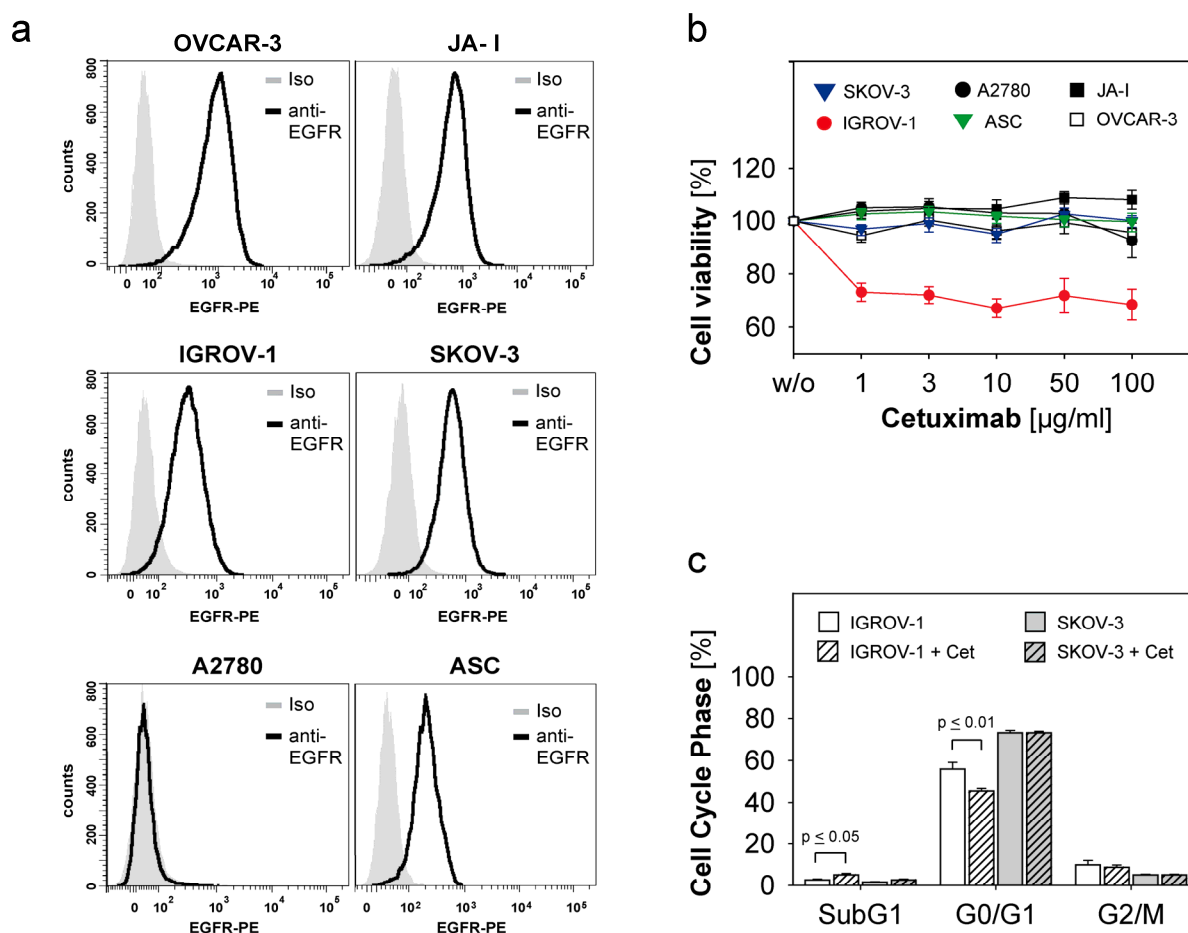 a
OVCAR-3
800
600
400
200
0
counts
Iso
anti-
EGFR
0 10² 10³ 10⁴ 10⁵
EGFR-PE
JA- I
Iso
anti-
EGFR
0 10² 10³ 10⁴ 10⁵
EGFR-PE
IGROV-1
800
600
400
200
0
counts
Iso
anti-
EGFR
0 10² 10³ 10⁴ 10⁵
EGFR-PE
SKOV-3
Iso
anti-
EGFR
0 10² 10³ 10⁴ 10⁵
EGFR-PE
A2780
800
600
400
200
0
counts
Iso
anti-
EGFR
0 10² 10³ 10⁴ 10⁵
EGFR-PE
ASC
Iso
anti-
EGFR
0 10² 10³ 10⁴ 10⁵
EGFR-PE
b
SKOV-3 A2780 JA-I
IGROV-1 ASC OVCAR-3
Cell viability [%]
120
100
80
60
w/o 1 3 10 50 100
Cetuximab [µg/ml]
c
IGROV-1 SKOV-3
IGROV-1 + Cet SKOV-3 + Cet
Cell Cycle Phase [%]
100
80
60
40
20
0
p ≤ 0.05
p ≤ 0.01
SubG1 G0/G1 G2/M